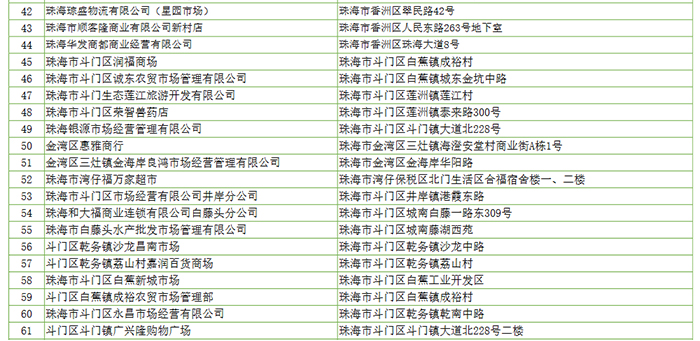 42 珠海琼盛物流有限公司（星园市场） 珠海市香洲区翠民路42号
43 珠海市顺客隆商业有限公司新村店 珠海市香洲区人民东路263号地下室
44 珠海华发商都商业经营有限公司 珠海市香洲区珠海大道8号
45 珠海市斗门区润福商场 珠海市斗门区白蕉镇成裕村
46 珠海市斗门区诚东农贸市场管理有限公司 珠海市斗门区白蕉镇城东金坑中路
47 珠海市斗门生态莲江旅游开发有限公司 珠海市斗门区莲洲镇莲江村
48 珠海市斗门区荣智兽药店 珠海市斗门区莲洲镇泰来路300号
49 珠海银源市场经营管理有限公司 珠海市斗门区斗门镇大道北228号
50 金湾区惠雅商行 珠海市金湾区三灶镇海澄安堂村商业街A栋1号
51 金湾区三灶镇金海岸良鸿市场经营管理有限公司 珠海市金湾区金海岸华阳路
52 珠海市湾仔福万家超市 珠海市湾仔保税区北门生活区合福宿舍楼一、二楼
53 珠海市斗门区市场经营有限公司井岸分公司 珠海市斗门区井岸镇港霞东路
54 珠海和大福商业连锁有限公司白藤头分公司 珠海市斗门区城南白藤一路东309号
55 珠海市白藤头水产批发市场管理有限公司 珠海市斗门区城南藤湖西苑
56 斗门区乾务镇沙龙昌南市场 珠海市斗门区乾务镇沙龙中路
57 斗门区乾务镇荔山村嘉润百货商场 珠海市斗门区乾务镇荔山村
58 珠海市斗门区白蕉新城市场 珠海市斗门区白蕉工业开发区
59 斗门区白蕉镇成裕农贸市场管理部 珠海市斗门区白蕉镇成裕村
60 珠海市斗门区永昌市场经营有限公司 珠海市斗门区乾务镇乾南中路
61 斗门区斗门镇广兴隆购物广场 珠海市斗门区斗门镇大道北228号二楼